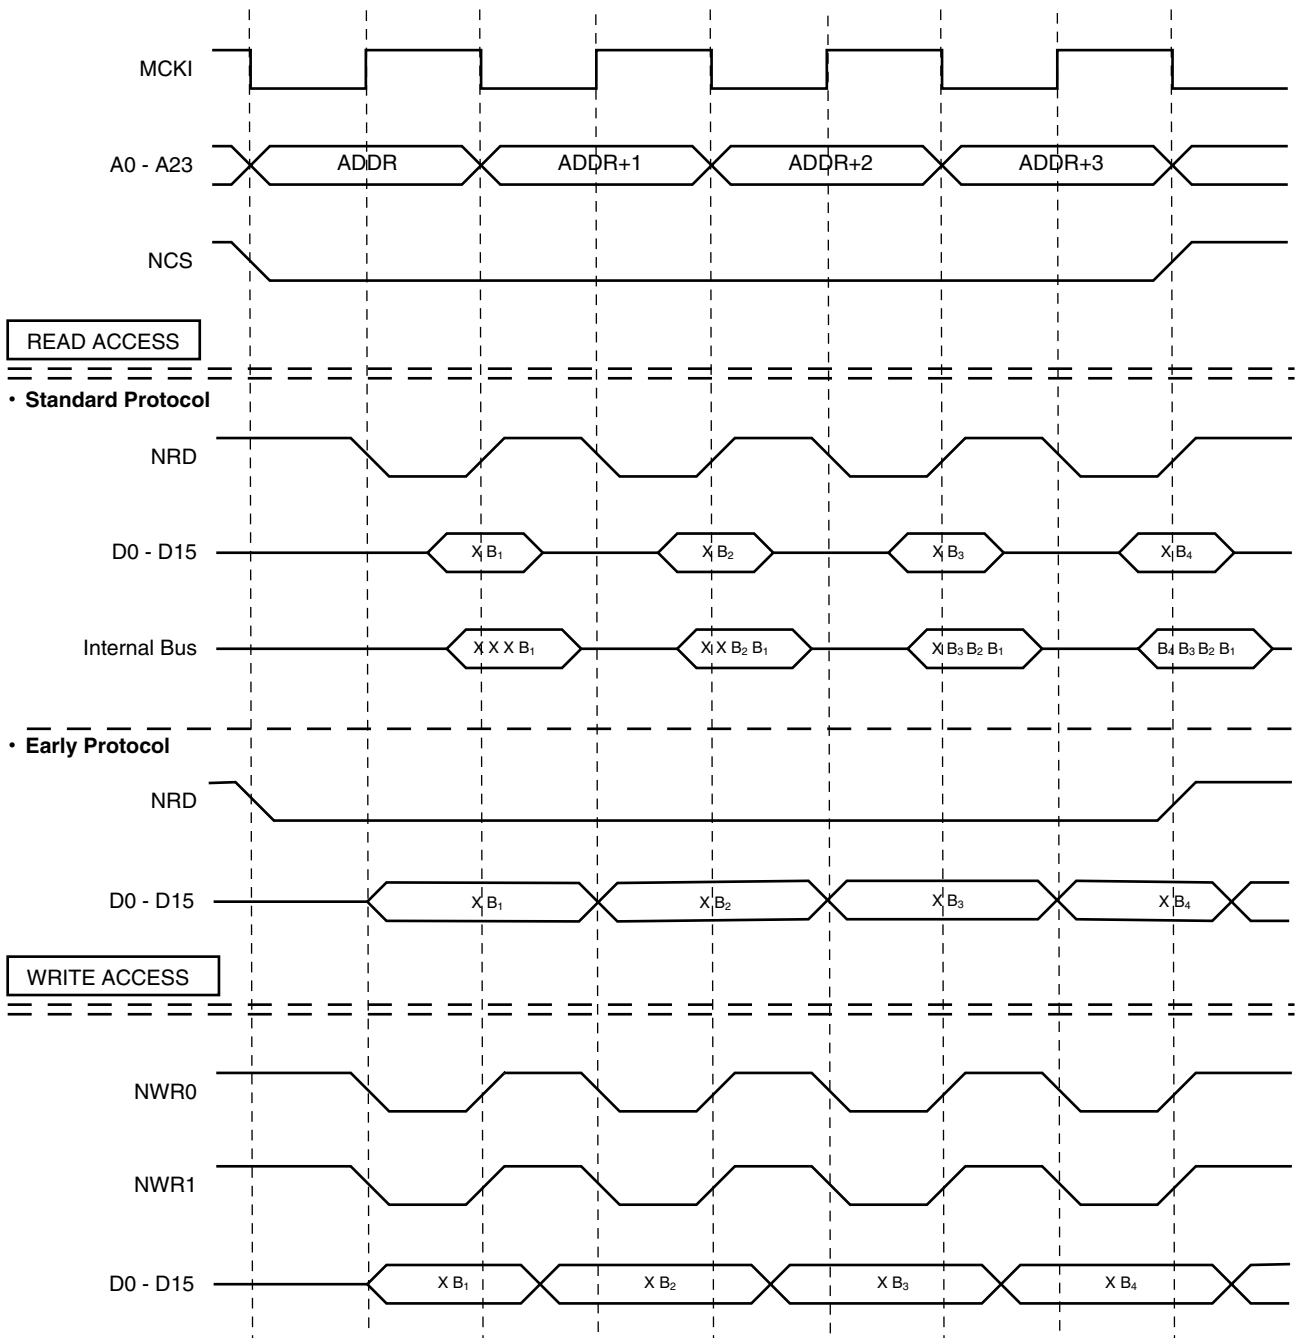 MCKI
A0 - A23 ADDR ADDR+1 ADDR+2 ADDR+3
NCS
READ ACCESS
• Standard Protocol
NRD
D0 - D15 X B₁ X B₂ X B₃ X B₄
Internal Bus X X X B₁ X X B₂ B₁ X B₃ B₂ B₁ B₄ B₃ B₂ B₁
• Early Protocol
NRD
D0 - D15 X B₁ X B₂ X B₃ X B₄
WRITE ACCESS
NWR0
NWR1
D0 - D15 X B₁ X B₂ X B₃ X B₄